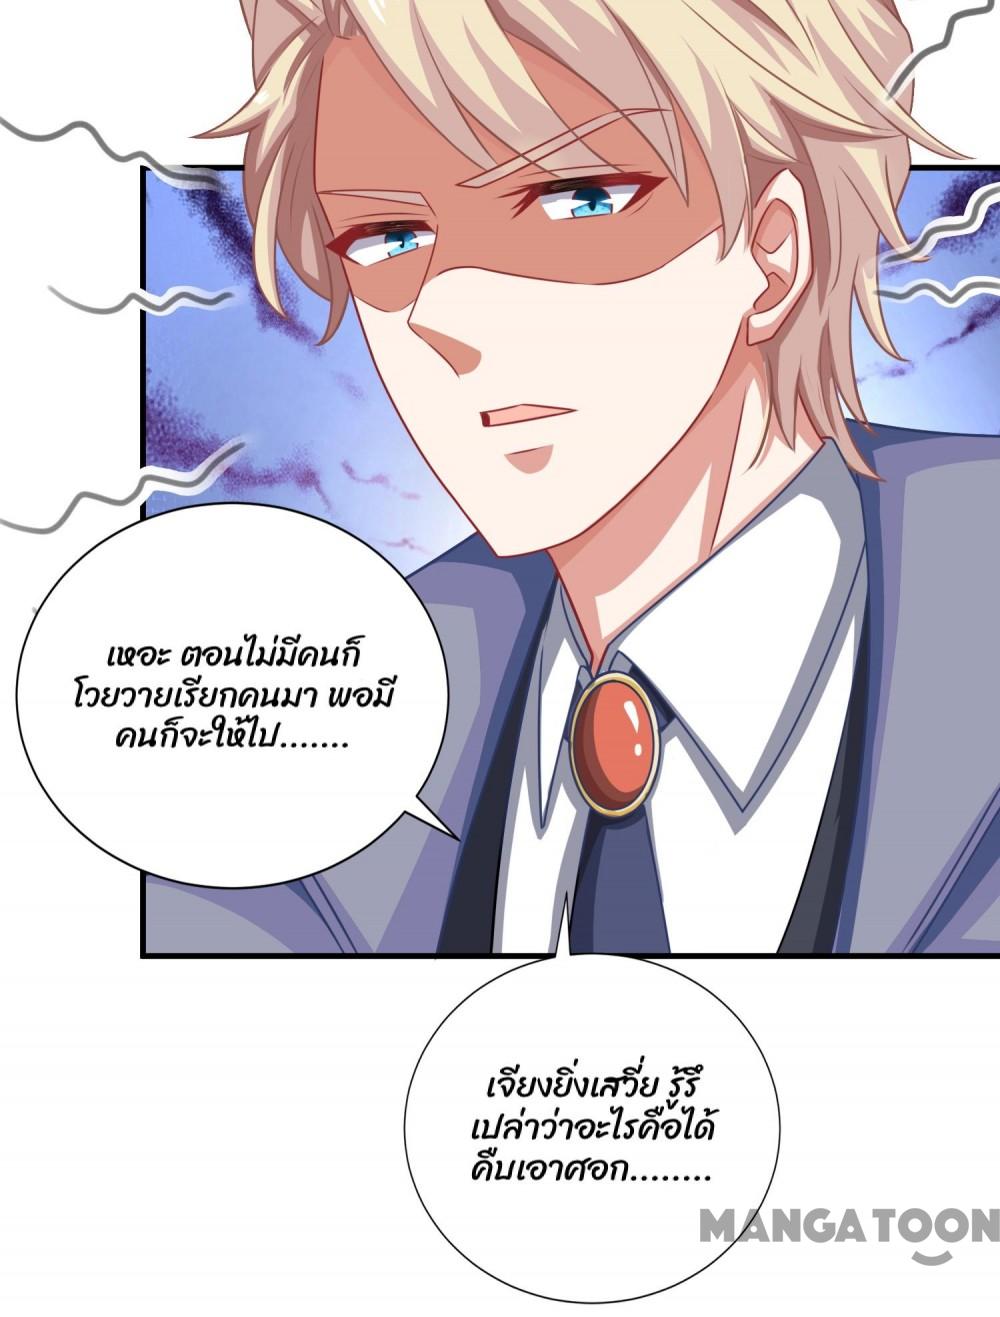 เหอะ ตอนไม่มีคนก็
โวยวายเรียกคนมา พอมี
คนก็จะให้ไป.......
เจียงยิ่งเสวี่ย รู้รึ
เปล่าว่าอะไรคือได้
คืบเอาศอก........
MANGATOON